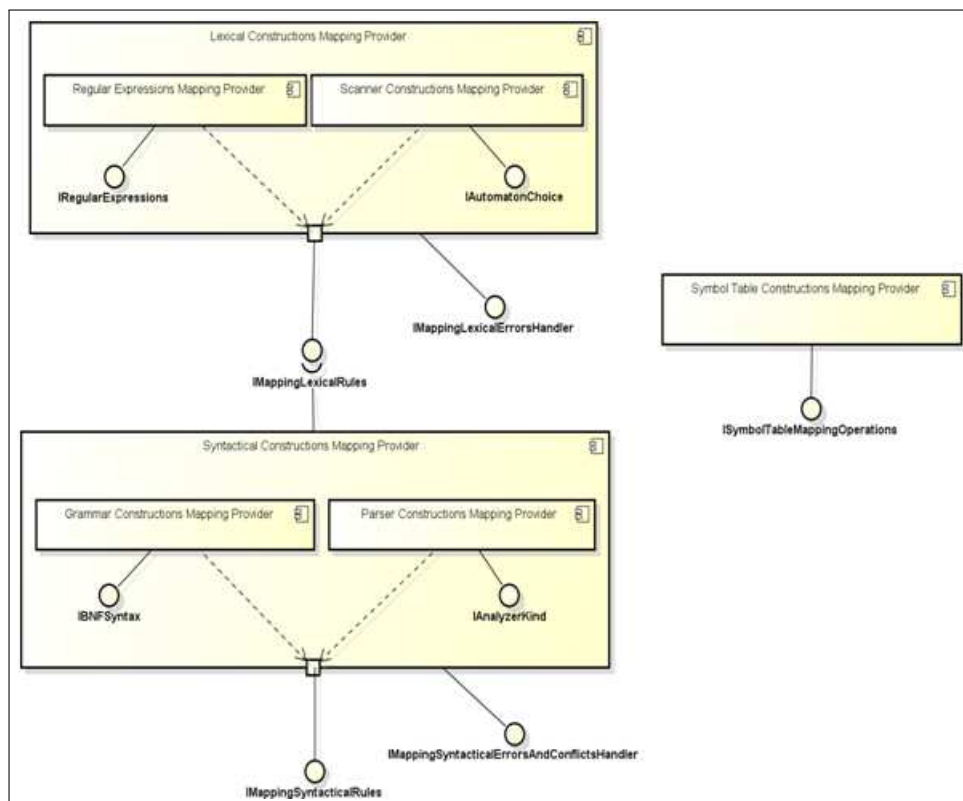 Lexical Constructions Mapping Provider
Regular Expressions Mapping Provider
Scanner Constructions Mapping Provider
IRegularExpressions
IAutomatonChoice
IMappingLexicalErrorsHandler
IMappingLexicalRules
Symbol Table Constructions Mapping Provider
ISymbolTableMappingOperations
Syntactical Constructions Mapping Provider
Grammar Constructions Mapping Provider
Parser Constructions Mapping Provider
IBNFSyntax
IAnalyzerKind
IMappingSyntacticalErrorsAndConflictsHandler
IMappingSyntacticalRules